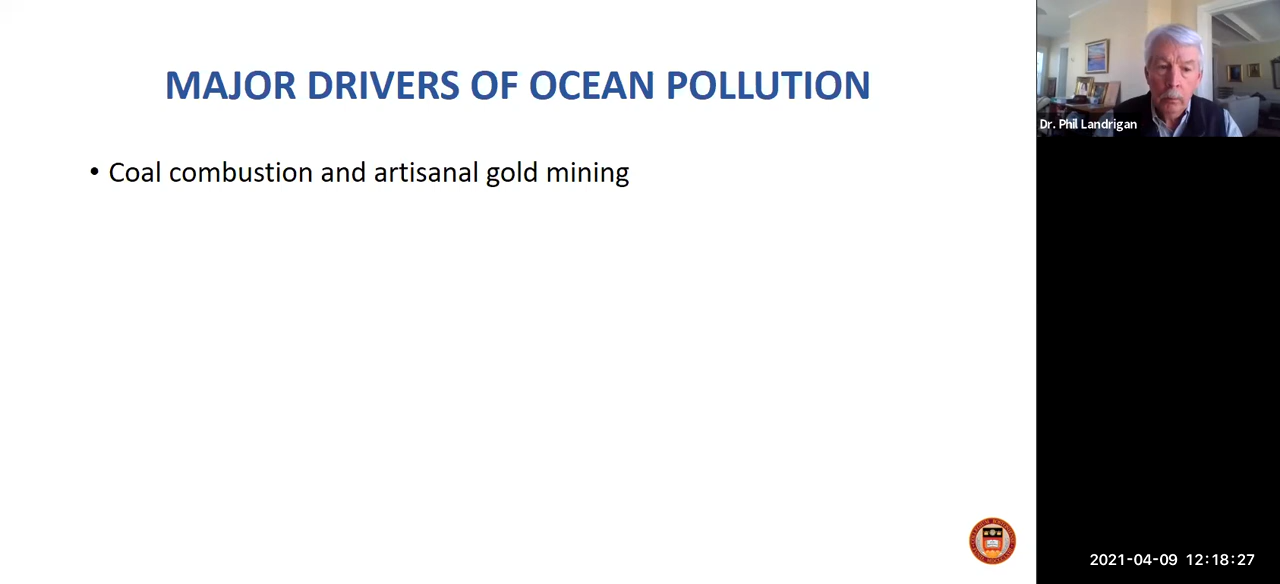 MAJOR DRIVERS OF OCEAN POLLUTION
• Coal combustion and artisanal gold mining
Dr. Phil Landrigan
2021-04-09 12:18:27